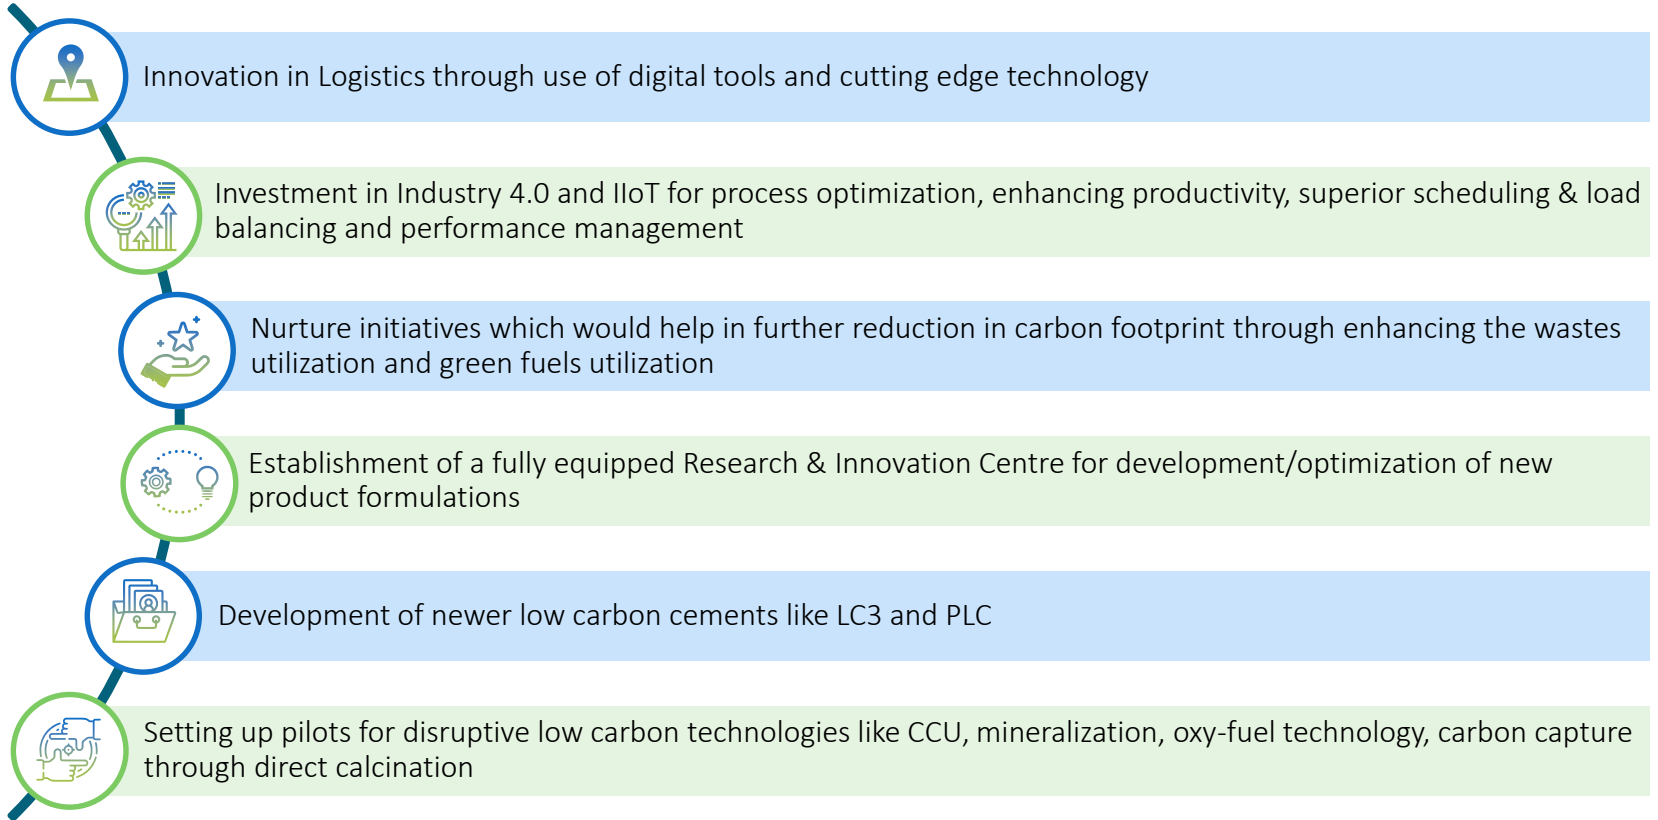 Innovation in Logistics through use of digital tools and cutting edge technology
Investment in Industry 4.0 and IIoT for process optimization, enhancing productivity, superior scheduling & load
balancing and performance management
Nurture initiatives which would help in further reduction in carbon footprint through enhancing the wastes
utilization and green fuels utilization
Establishment of a fully equipped Research & Innovation Centre for development/optimization of new
product formulations
Development of newer low carbon cements like LC3 and PLC
Setting up pilots for disruptive low carbon technologies like CCU, mineralization, oxy-fuel technology, carbon capture
through direct calcination